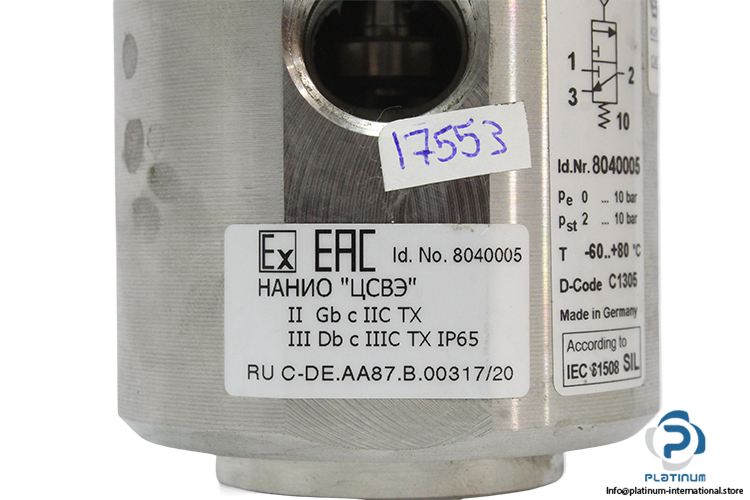 17553
1
2
3
10
Id.Nr. 8040005
pe 0 ... 10 bar
pst 2 ... 10 bar
T -60..+80 °C
D-Code C1305
Made in Germany
According to
IEC 61508 SIL
Ex EAC Id. No. 8040005
НАНИО "ЦСВЭ"
II Gb c IIC TX
III Db c IIIC TX IP65
RU C-DE.AA87.B.00317/20
PLATINUM
Info@platinum-international.store